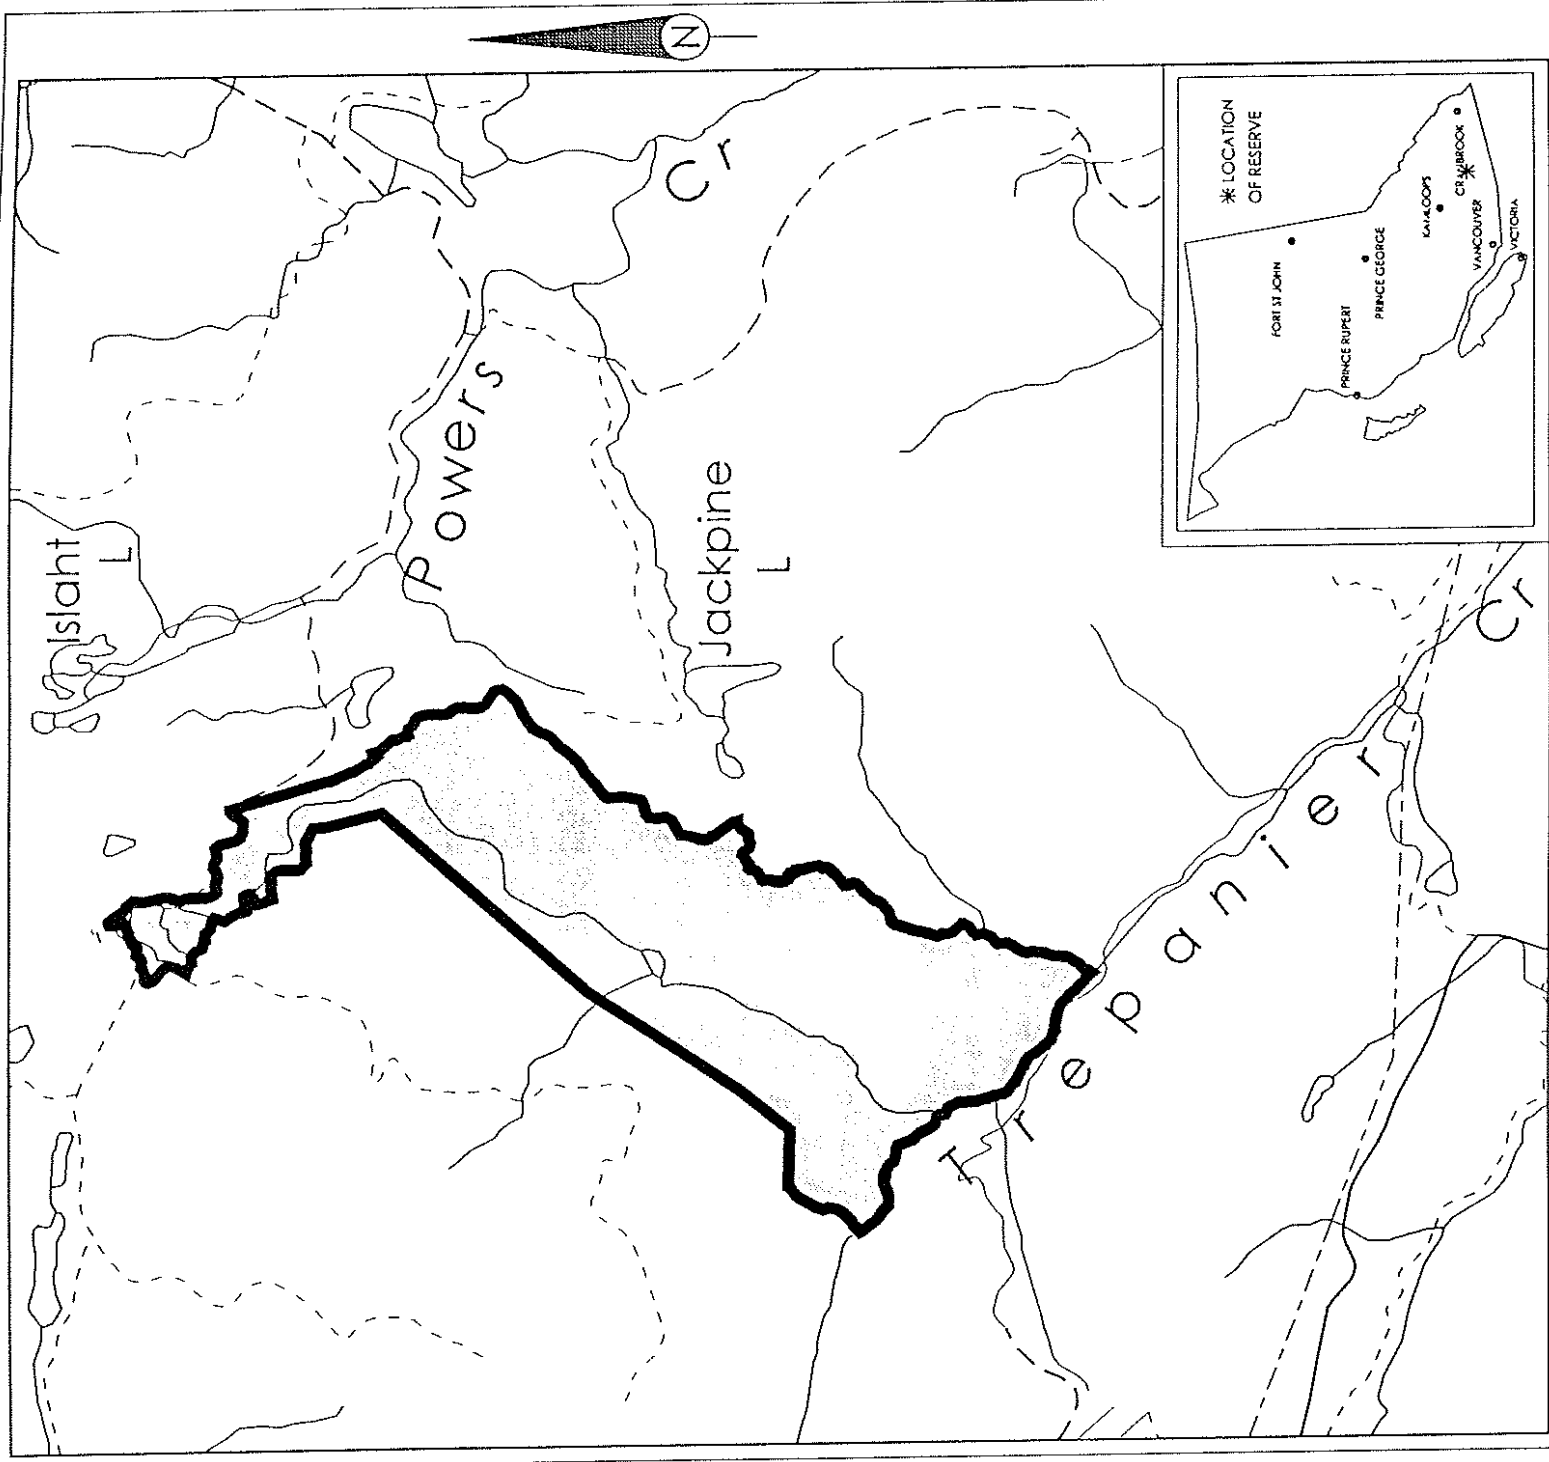 N
Islaht
L
Powers
Cr
Jackpine
L
Trepanier
Cr
✳ LOCATION
OF RESERVE
FORT ST JOHN
PRINCE RUPERT
PRINCE GEORGE
KAMLOOPS
CRANBROOK
VANCOUVER
VICTORIA